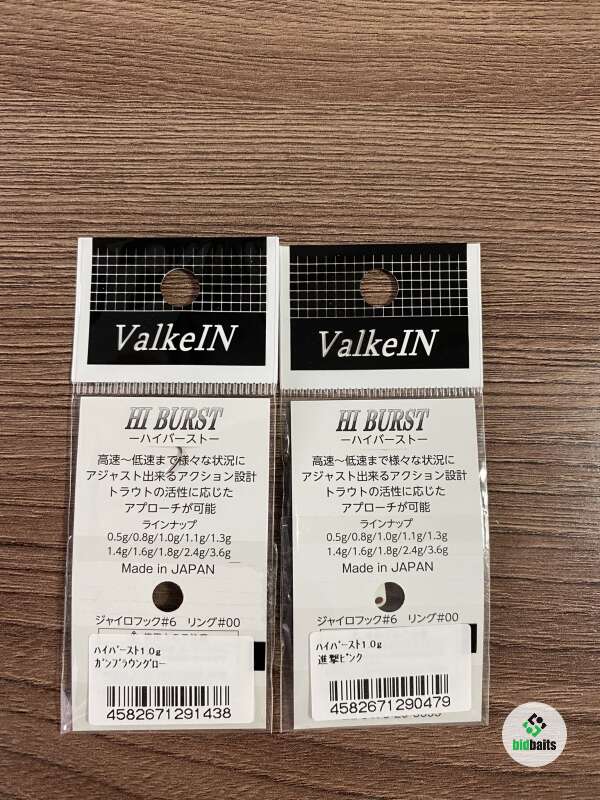 ValkeIN
HI BURST
ーハイバーストー
高速～低速まで様々な状況に
アジャスト出来るアクション設計
トラウトの活性に応じた
アプローチが可能
ラインナップ
0.5g/0.8g/1.0g/1.1g/1.3g
1.4g/1.6g/1.8g/2.4g/3.6g
Made in JAPAN
ジャイロフック#6 リング#00
ﾊｲﾊﾞｰｽﾄ1.0g
ｶﾞﾝﾌﾞﾗｳﾝｸﾞﾛｰ
4582671291438
ValkeIN
HI BURST
ーハイバーストー
高速～低速まで様々な状況に
アジャスト出来るアクション設計
トラウトの活性に応じた
アプローチが可能
ラインナップ
0.5g/0.8g/1.0g/1.1g/1.3g
1.4g/1.6g/1.8g/2.4g/3.6g
Made in JAPAN
ジャイロフック#6 リング#00
ﾊｲﾊﾞｰｽﾄ1.0g
進撃ﾋﾟﾝｸ
4582671290479
bidbaits